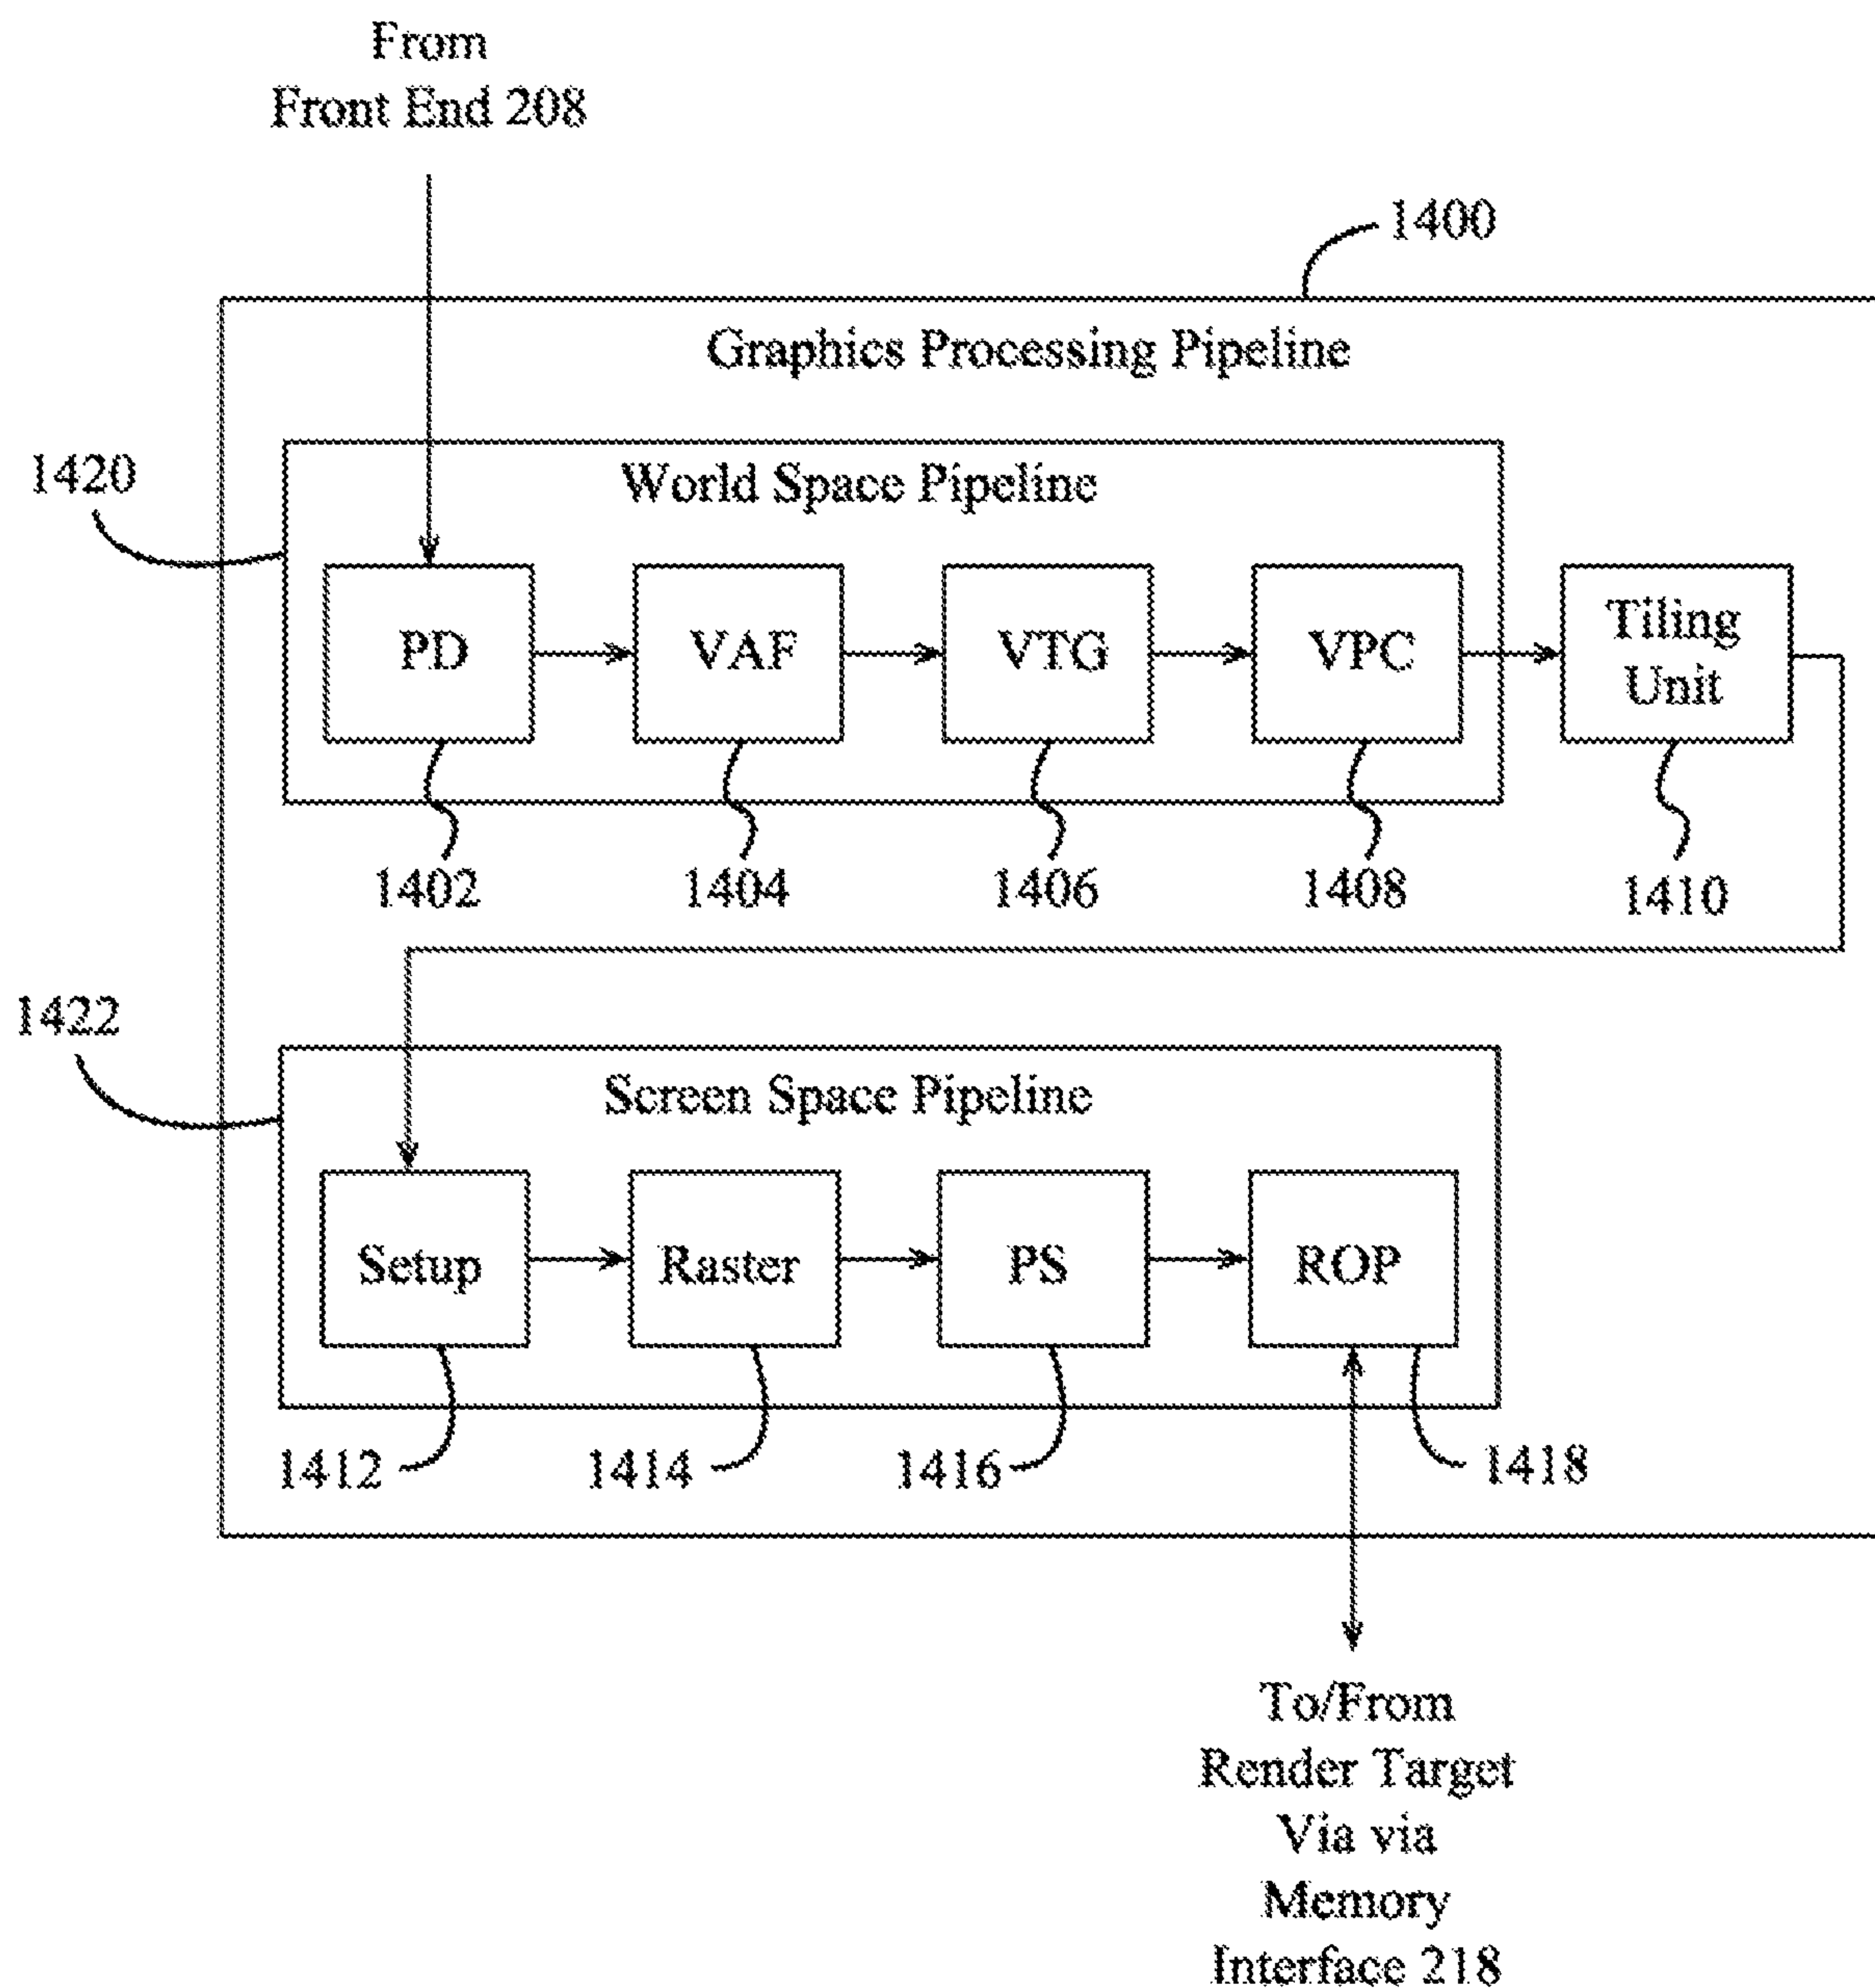 From
Front End 208
1400
Graphics Processing Pipeline
1420
World Space Pipeline
PD
VAF
VTG
VPC
Tiling
Unit
1402
1404
1406
1408
1410
1422
Screen Space Pipeline
Setup
Raster
PS
ROP
1412
1414
1416
1418
To/From
Render Target
Via via
Memory
Interface 218